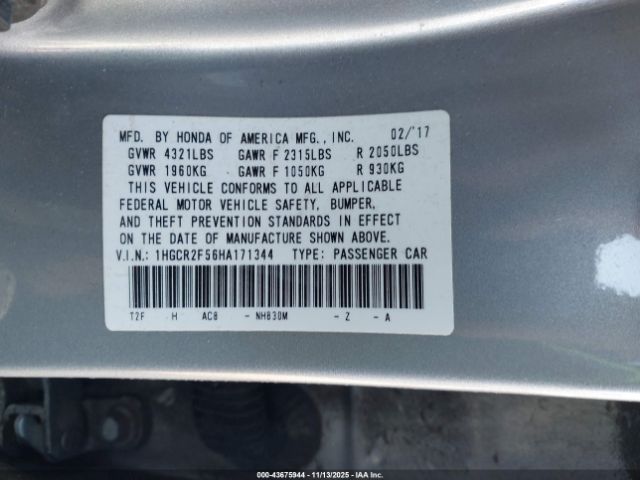 MFD. BY HONDA OF AMERICA MFG., INC. 02/'17
GVWR 4321LBS GAWR F 2315LBS R 2050LBS
GVWR 1960KG GAWR F 1050KG R 930KG
THIS VEHICLE CONFORMS TO ALL APPLICABLE
FEDERAL MOTOR VEHICLE SAFETY, BUMPER,
AND THEFT PREVENTION STANDARDS IN EFFECT
ON THE DATE OF MANUFACTURE SHOWN ABOVE.
V.I.N.: 1HGCR2F56HA171344 TYPE: PASSENGER CAR
T2F H AC8 - NH830M - Z - A
000-43675944 - 11/13/2025 - IAA Inc.